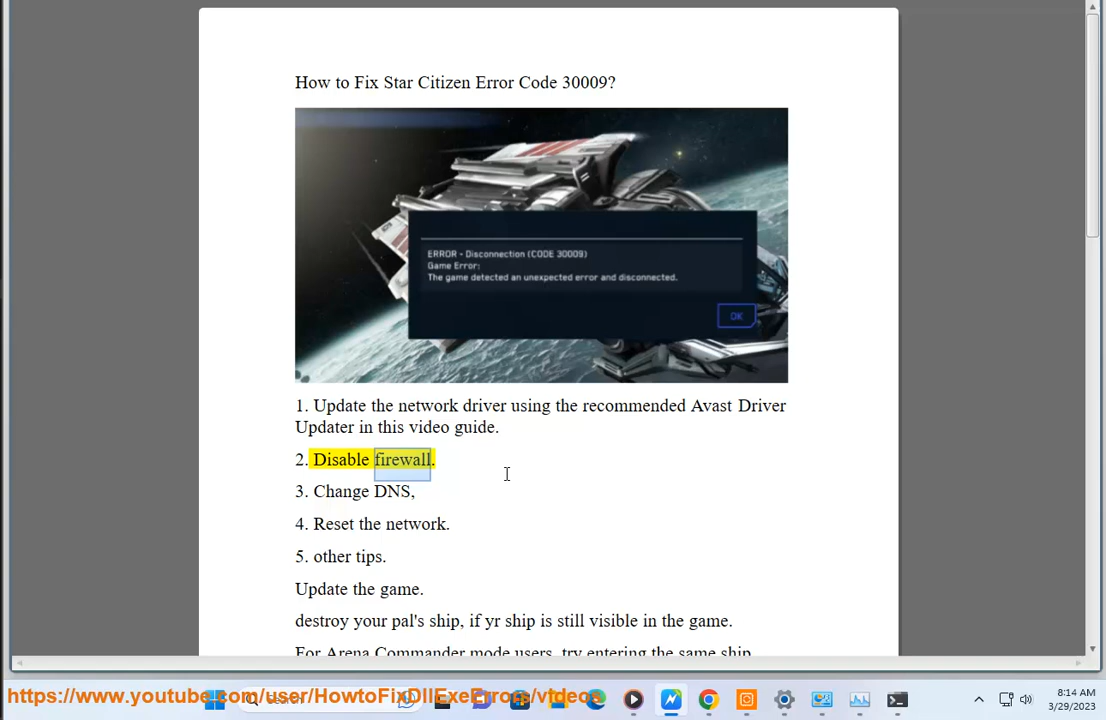 How to Fix Star Citizen Error Code 30009?
ERROR - Disconnection (CODE 30009)
Game Error:
The game detected an unexpected error and disconnected.
OK
1. Update the network driver using the recommended Avast Driver
Updater in this video guide.
2. Disable firewall.
3. Change DNS,
4. Reset the network.
5. other tips.
Update the game.
destroy your pal's ship, if yr ship is still visible in the game.
For Arena Commander mode users, try entering the same ship
https://www.youtube.com/user/HowtoFixDllExeErrors/videos
Search
8:14 AM
3/29/2023